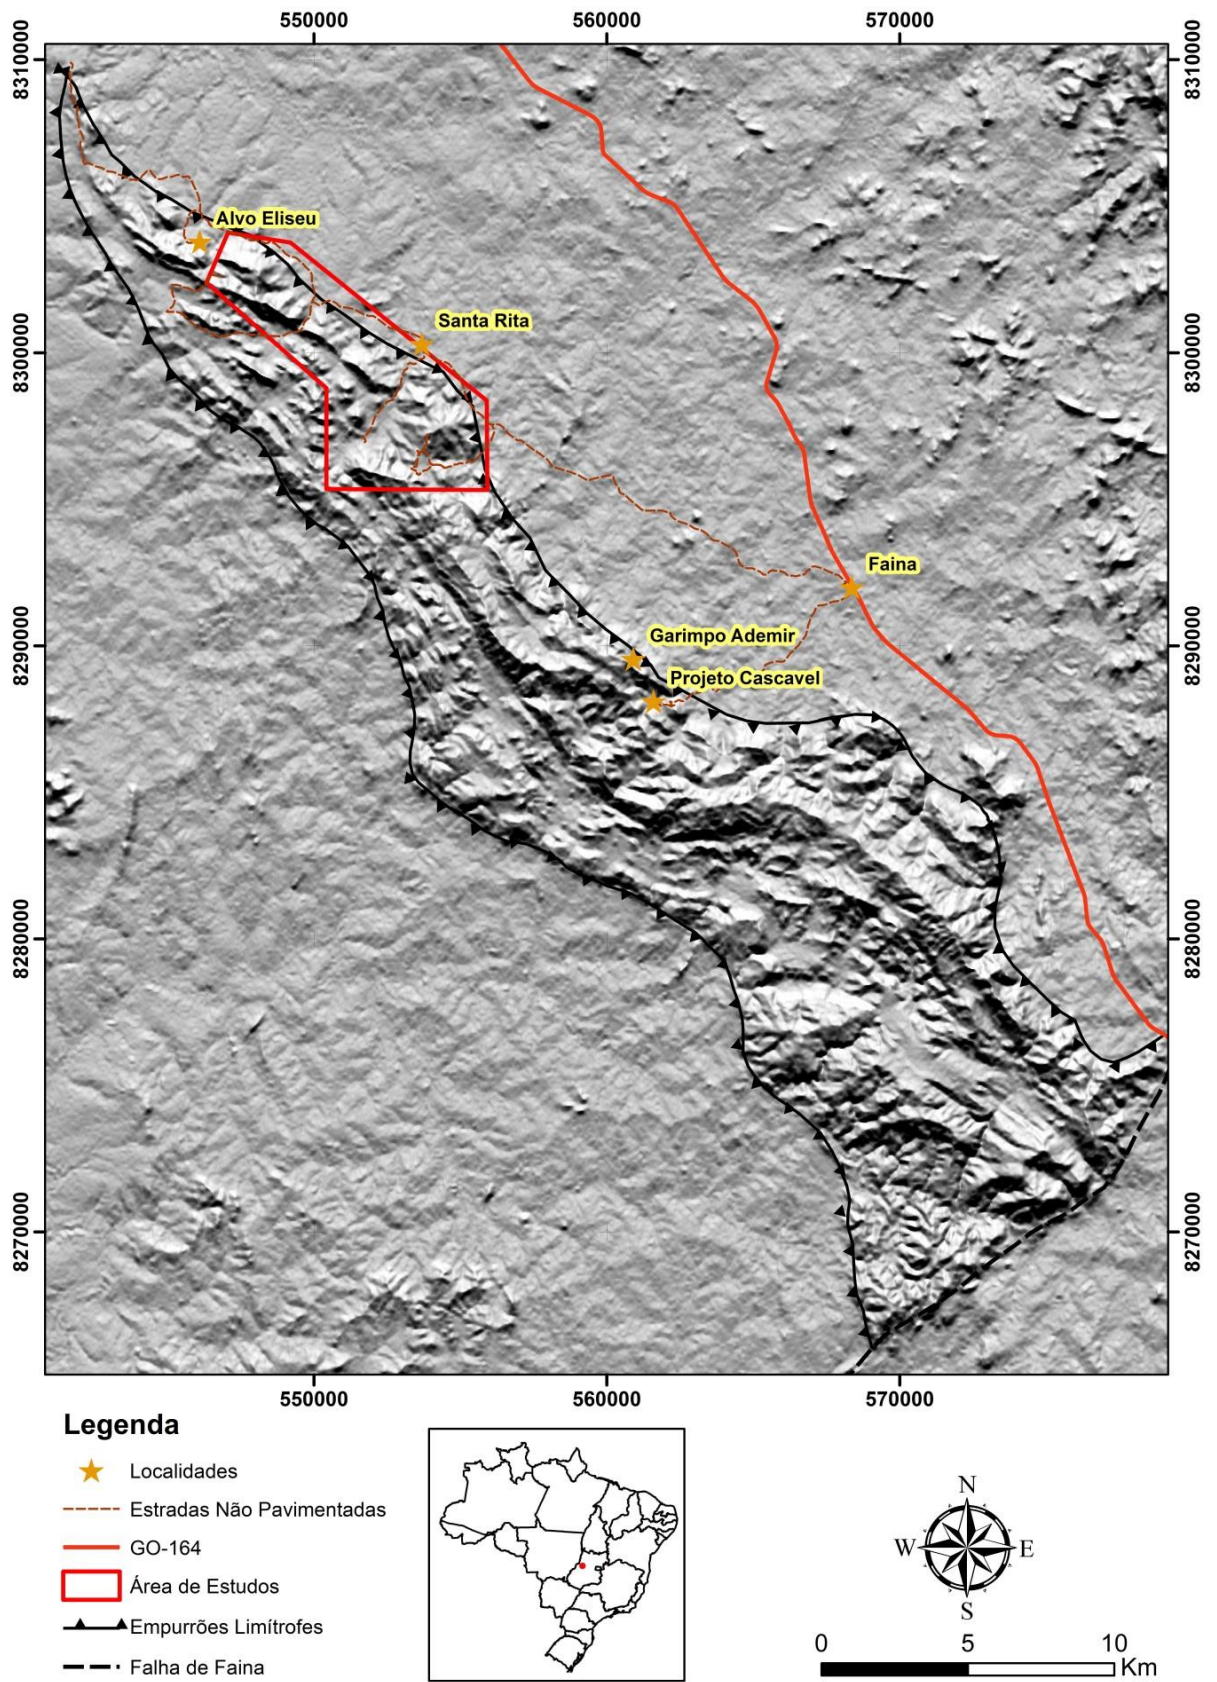 550000 560000 570000
8310000 8310000
Alvo Eliseu
Santa Rita
8300000 8300000
Faina
Garimpo Ademir
8290000 8290000
Projeto Cascavel
8280000 8280000
8270000 8270000
550000 560000 570000
Legenda
Localidades
Estradas Não Pavimentadas
GO-164
Área de Estudos
Empurrões Limítrofes
Falha de Faina
N
W E
S
0 5 10
Km